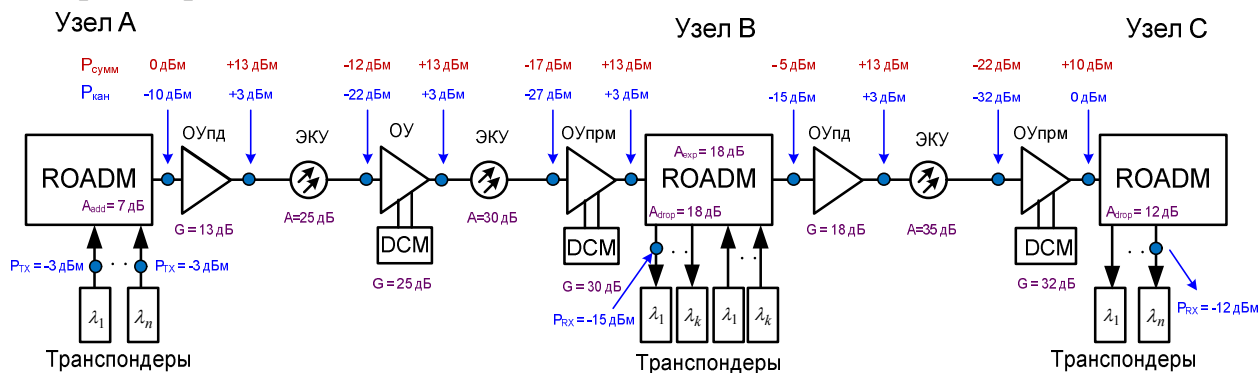 Узел А
Узел В
Узел С
Pсумм
0 дБм
+13 дБм
-12 дБм
+13 дБм
-17 дБм
+13 дБм
-5 дБм
+13 дБм
-22 дБм
+10 дБм
Pкан
-10 дБм
+3 дБм
-22 дБм
+3 дБм
-27 дБм
+3 дБм
-15 дБм
+3 дБм
-32 дБм
0 дБм
ОУпд
ЭКУ
ОУ
ЭКУ
ОУпрм
ОУпд
ЭКУ
ОУпрм
ROADM
Aadd = 7 дБ
Aexp = 18 дБ
ROADM
Adrop = 18 дБ
ROADM
Adrop = 12 дБ
G = 13 дБ
A=25 дБ
DCM
G = 25 дБ
A=30 дБ
DCM
G = 30 дБ
G = 18 дБ
A=35 дБ
DCM
G = 32 дБ
PTX = -3 дБм
PTX = -3 дБм
PRX = -15 дБм
PRX = -12 дБм
λ1
λn
λ1
λk
λ1
λk
λ1
λn
Транспондеры
Транспондеры
Транспондеры